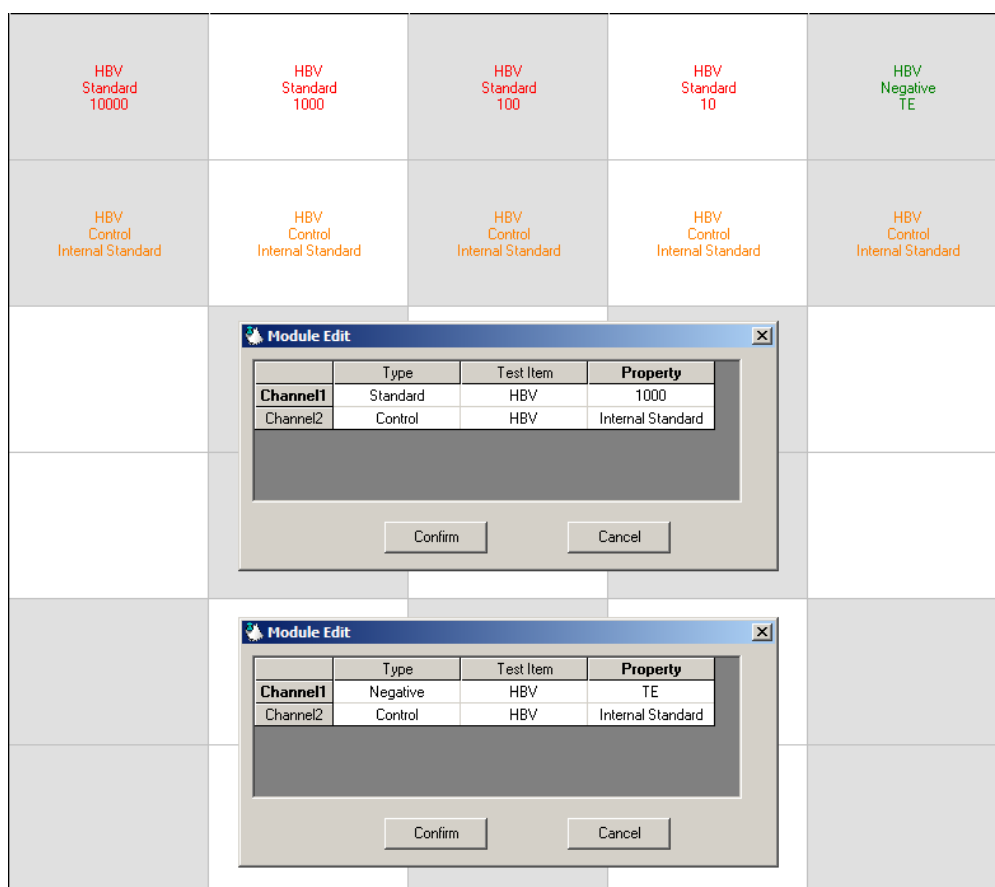 HBV
Standard
10000
HBV
Standard
1000
HBV
Standard
100
HBV
Standard
10
HBV
Negative
TE
HBV
Control
Internal Standard
HBV
Control
Internal Standard
HBV
Control
Internal Standard
HBV
Control
Internal Standard
HBV
Control
Internal Standard
Module Edit
Type Test Item Property
Channel1 Standard HBV 1000
Channel2 Control HBV Internal Standard
Confirm Cancel
Module Edit
Type Test Item Property
Channel1 Negative HBV TE
Channel2 Control HBV Internal Standard
Confirm Cancel